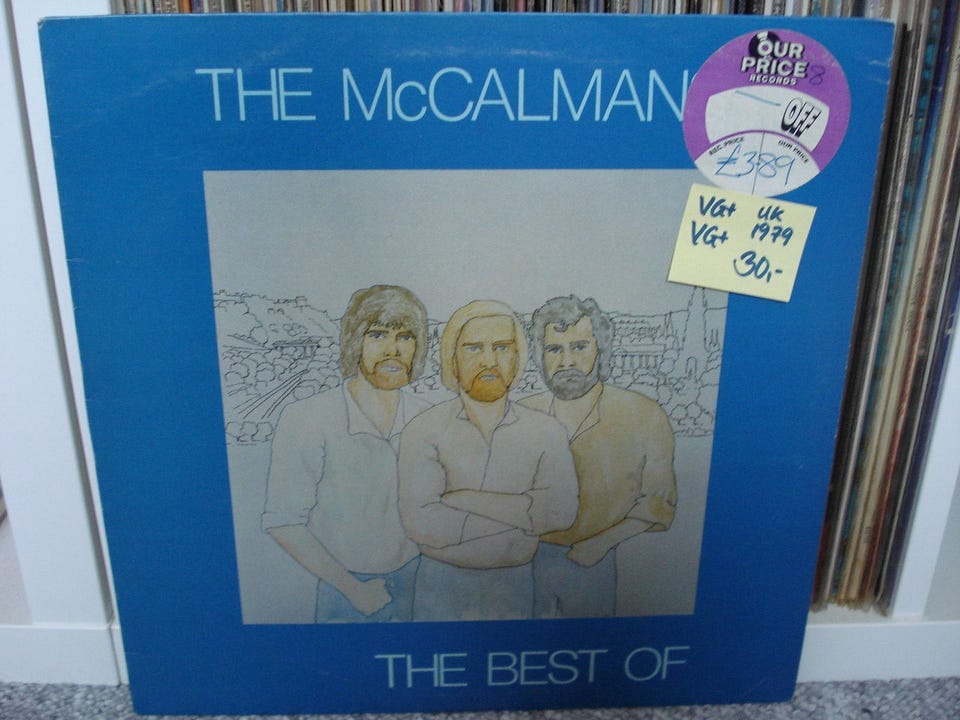 THE McCALMAN
OUR
PRICE
RECORDS
OFF
REC. PRICE
OUR PRICE
£3.89
VG+ UK
VG+ 1979
30,-
THE BEST OF